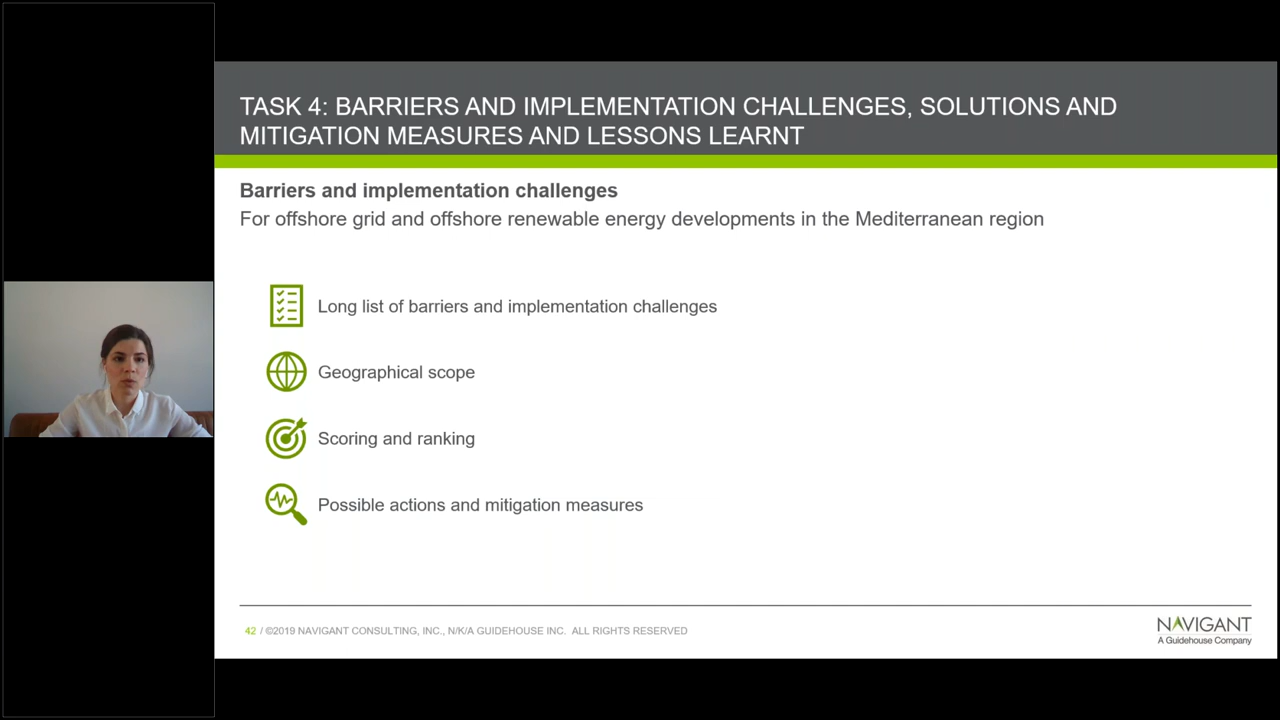 TASK 4: BARRIERS AND IMPLEMENTATION CHALLENGES, SOLUTIONS AND
MITIGATION MEASURES AND LESSONS LEARNT
Barriers and implementation challenges
For offshore grid and offshore renewable energy developments in the Mediterranean region
Long list of barriers and implementation challenges
Geographical scope
Scoring and ranking
Possible actions and mitigation measures
42 / ©2019 NAVIGANT CONSULTING, INC., N/K/A GUIDEHOUSE INC. ALL RIGHTS RESERVED
NAVIGANT
A Guidehouse Company